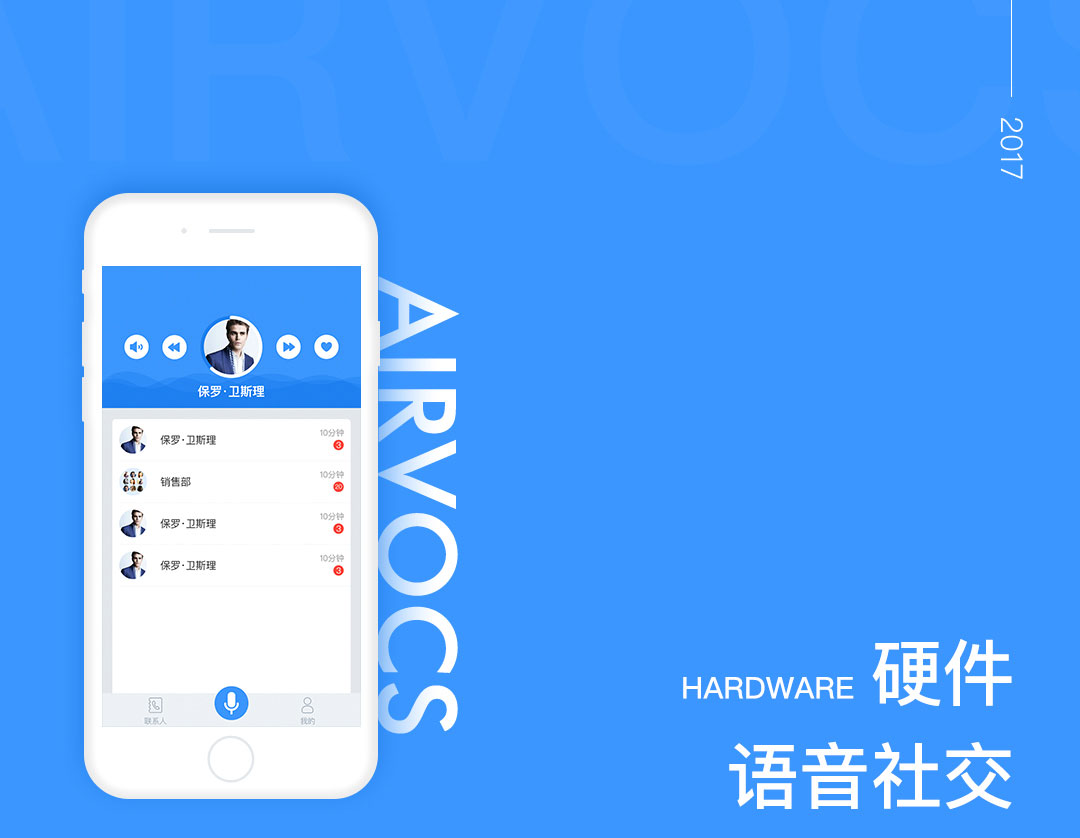 AIRVOCS
2017
保罗·卫斯理
保罗·卫斯理
10分钟
3
销售部
10分钟
20
保罗·卫斯理
10分钟
3
保罗·卫斯理
10分钟
3
联系人
我的
AIRVOCS
HARDWARE 硬件
语音社交